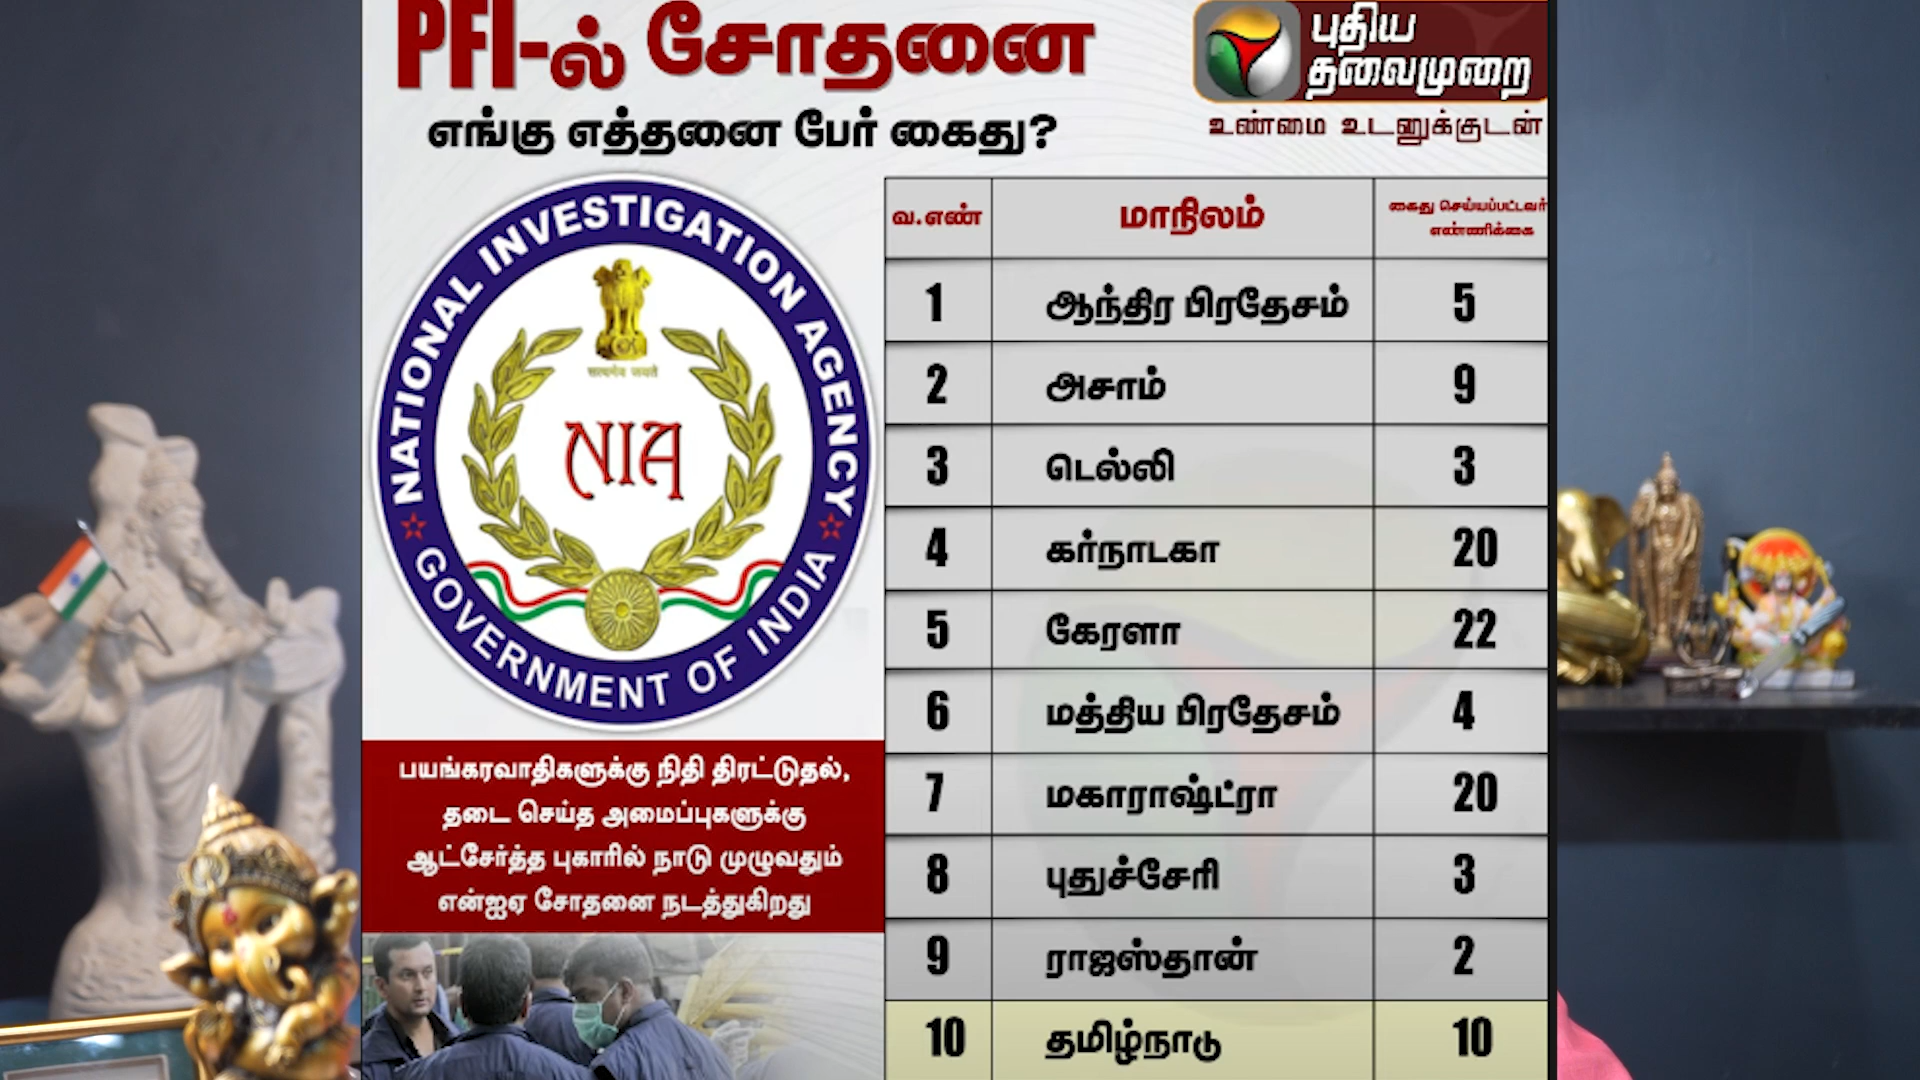 PFI-ல் சோதனை
எங்கு எத்தனை பேர் கைது?
புதிய
தலைமுறை
உண்மை உடனுக்குடன்
NATIONAL INVESTIGATION AGENCY
सत्यमेव जयते
NIA
GOVERNMENT OF INDIA
பயங்கரவாதிகளுக்கு நிதி திரட்டுதல்,
தடை செய்த அமைப்புகளுக்கு
ஆட்சேர்த்த புகாரில் நாடு முழுவதும்
என்ஐஏ சோதனை நடத்துகிறது
வ.எண் மாநிலம் கைது செய்யப்பட்டவர் எண்ணிக்கை
1 ஆந்திர பிரதேசம் 5
2 அசாம் 9
3 டெல்லி 3
4 கர்நாடகா 20
5 கேரளா 22
6 மத்திய பிரதேசம் 4
7 மகாராஷ்ட்ரா 20
8 புதுச்சேரி 3
9 ராஜஸ்தான் 2
10 தமிழ்நாடு 10